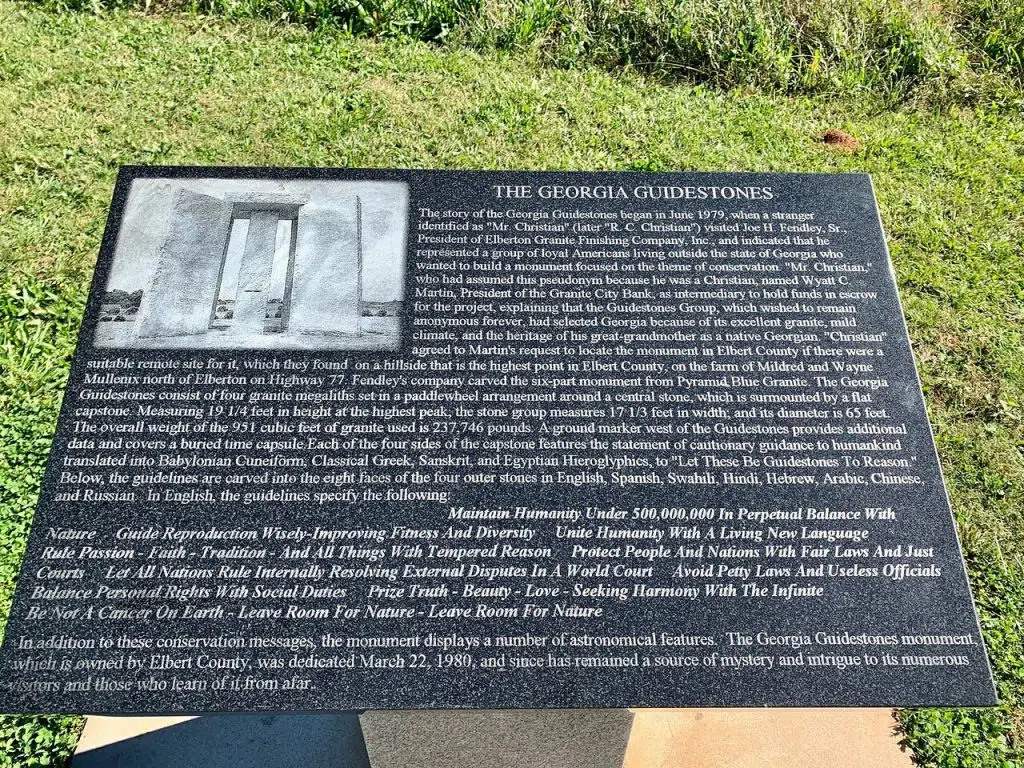 THE GEORGIA GUIDESTONES
The story of the Georgia Guidestones began in June 1979, when a stranger
identified as "Mr. Christian" (later "R. C. Christian") visited Joe H. Fendley, Sr.,
President of Elberton Granite Finishing Company, Inc., and indicated that he
represented a group of loyal Americans living outside the state of Georgia who
wanted to build a monument focused on the theme of conservation. "Mr. Christian,"
who had assumed this pseudonym because he was a Christian, named Wyatt C.
Martin, President of the Granite City Bank, as intermediary to hold funds in escrow
for the project, explaining that the Guidestones Group, which wished to remain
anonymous forever, had selected Georgia because of its excellent granite, mild
climate, and the heritage of his great-grandmother as a native Georgian. "Christian"
agreed to Martin's request to locate the monument in Elbert County if there were a
suitable remote site for it, which they found on a hillside that is the highest point in Elbert County, on the farm of Mildred and Wayne
Mullenix north of Elberton on Highway 77. Fendley's company carved the six-part monument from Pyramid Blue Granite. The Georgia
Guidestones consist of four granite megaliths set in a paddlewheel arrangement around a central stone, which is surmounted by a flat
capstone. Measuring 19 1/4 feet in height at the highest peak, the stone group measures 17 1/3 feet in width, and its diameter is 65 feet.
The overall weight of the 951 cubic feet of granite used is 237,746 pounds. A ground marker west of the Guidestones provides additional
data and covers a buried time capsule. Each of the four sides of the capstone features the statement of cautionary guidance to humankind
translated into Babylonian Cuneiform, Classical Greek, Sanskrit, and Egyptian Hieroglyphics, to "Let These Be Guidestones To Reason."
Below, the guidelines are carved into the eight faces of the four outer stones in English, Spanish, Swahili, Hindi, Hebrew, Arabic, Chinese,
and Russian. In English, the guidelines specify the following:
Maintain Humanity Under 500,000,000 In Perpetual Balance With
Nature Guide Reproduction Wisely-Improving Fitness And Diversity Unite Humanity With A Living New Language
Rule Passion - Faith - Tradition - And All Things With Tempered Reason Protect People And Nations With Fair Laws And Just
Courts Let All Nations Rule Internally Resolving External Disputes In A World Court Avoid Petty Laws And Useless Officials
Balance Personal Rights With Social Duties Prize Truth - Beauty - Love - Seeking Harmony With The Infinite
Be Not A Cancer On Earth - Leave Room For Nature - Leave Room For Nature
In addition to these conservation messages, the monument displays a number of astronomical features. The Georgia Guidestones monument,
which is owned by Elbert County, was dedicated March 22, 1980, and since has remained a source of mystery and intrigue to its numerous
visitors and those who learn of it from afar.